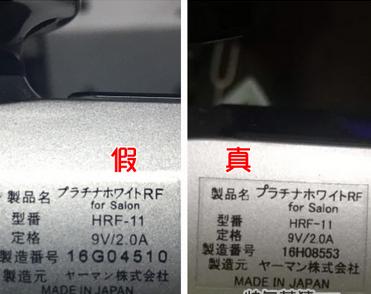 假
製品名 プラチナホワイトRF
for Salon
型番 HRF-11
定格 9V/2.0A
製造番号 16G04510
製造元 ヤーマン株式会社
MADE IN JAPAN
真
製品名 プラチナホワイトRF
for Salon
型番 HRF-11
定格 9V/2.0A
製造番号 16H08553
製造元 ヤーマン株式会社
MADE IN JAPAN